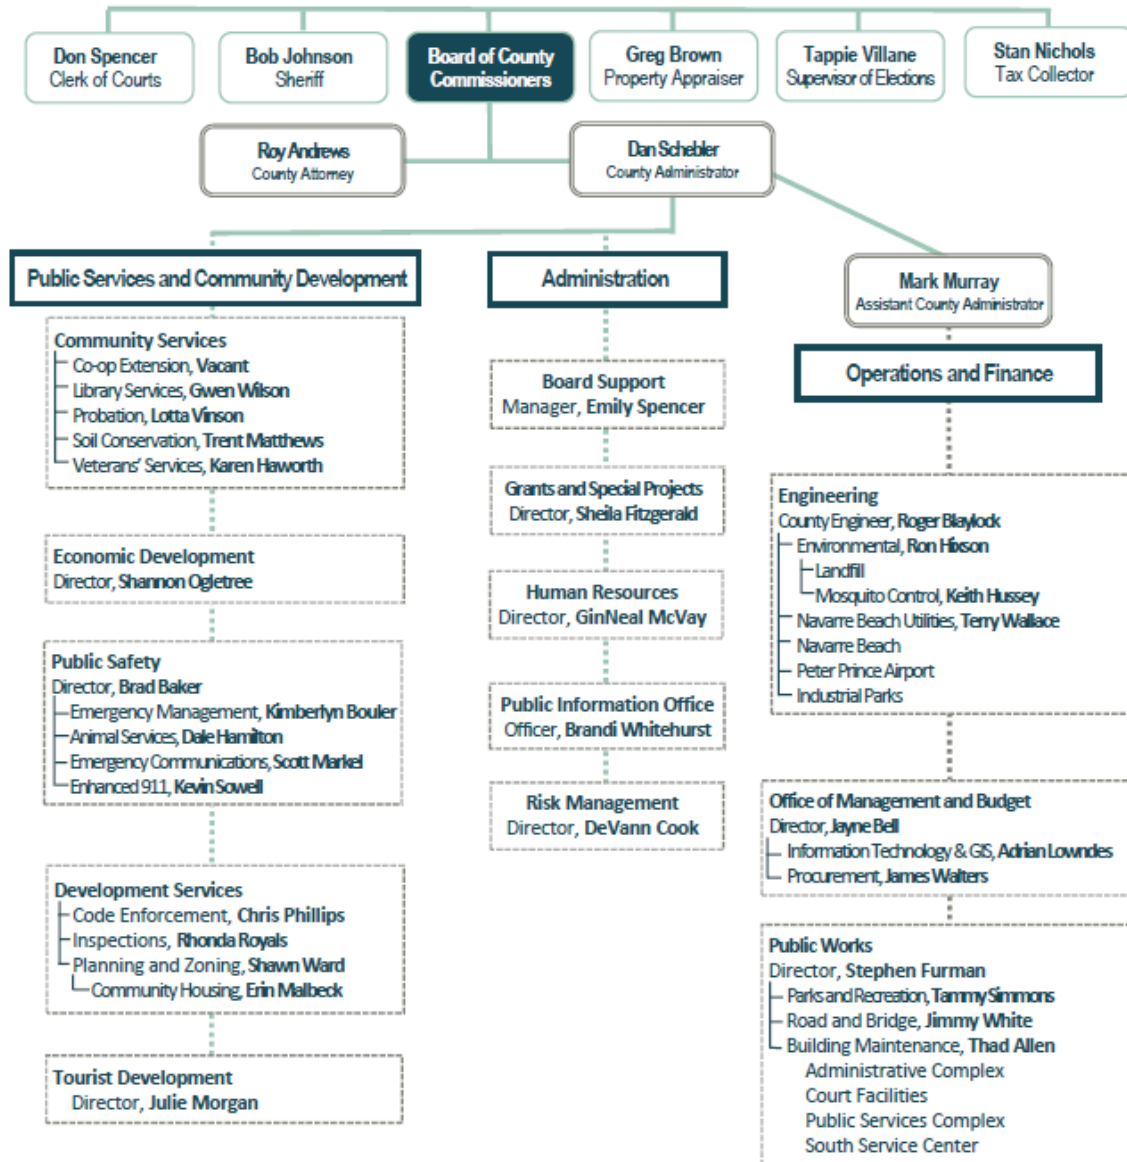 Don Spencer
Clerk of Courts
Bob Johnson
Sheriff
Board of County
Commissioners
Greg Brown
Property Appraiser
Tappie Villane
Supervisor of Elections
Stan Nichols
Tax Collector
Roy Andrews
County Attorney
Dan Schebler
County Administrator
Public Services and Community Development
Community Services
Co-op Extension, Vacant
Library Services, Gwen Wilson
Probation, Lotta Vinson
Soil Conservation, Trent Matthews
Veterans' Services, Karen Haworth
Economic Development
Director, Shannon Ogletree
Public Safety
Director, Brad Baker
Emergency Management, Kimberlyn Bouler
Animal Services, Dale Hamilton
Emergency Communications, Scott Markel
Enhanced 911, Kevin Sowell
Development Services
Code Enforcement, Chris Phillips
Inspections, Rhonda Royals
Planning and Zoning, Shawn Ward
Community Housing, Erin Malbeck
Tourist Development
Director, Julie Morgan
Administration
Board Support
Manager, Emily Spencer
Grants and Special Projects
Director, Sheila Fitzgerald
Human Resources
Director, GinNeal McVay
Public Information Office
Officer, Brandi Whitehurst
Risk Management
Director, DeVann Cook
Mark Murray
Assistant County Administrator
Operations and Finance
Engineering
County Engineer, Roger Blaylock
Environmental, Ron Hixson
Landfill
Mosquito Control, Keith Hussey
Navarre Beach Utilities, Terry Wallace
Navarre Beach
Peter Prince Airport
Industrial Parks
Office of Management and Budget
Director, Jayne Bell
Information Technology & GIS, Adrian Lowndes
Procurement, James Walters
Public Works
Director, Stephen Furman
Parks and Recreation, Tammy Simmons
Road and Bridge, Jimmy White
Building Maintenance, Thad Allen
Administrative Complex
Court Facilities
Public Services Complex
South Service Center